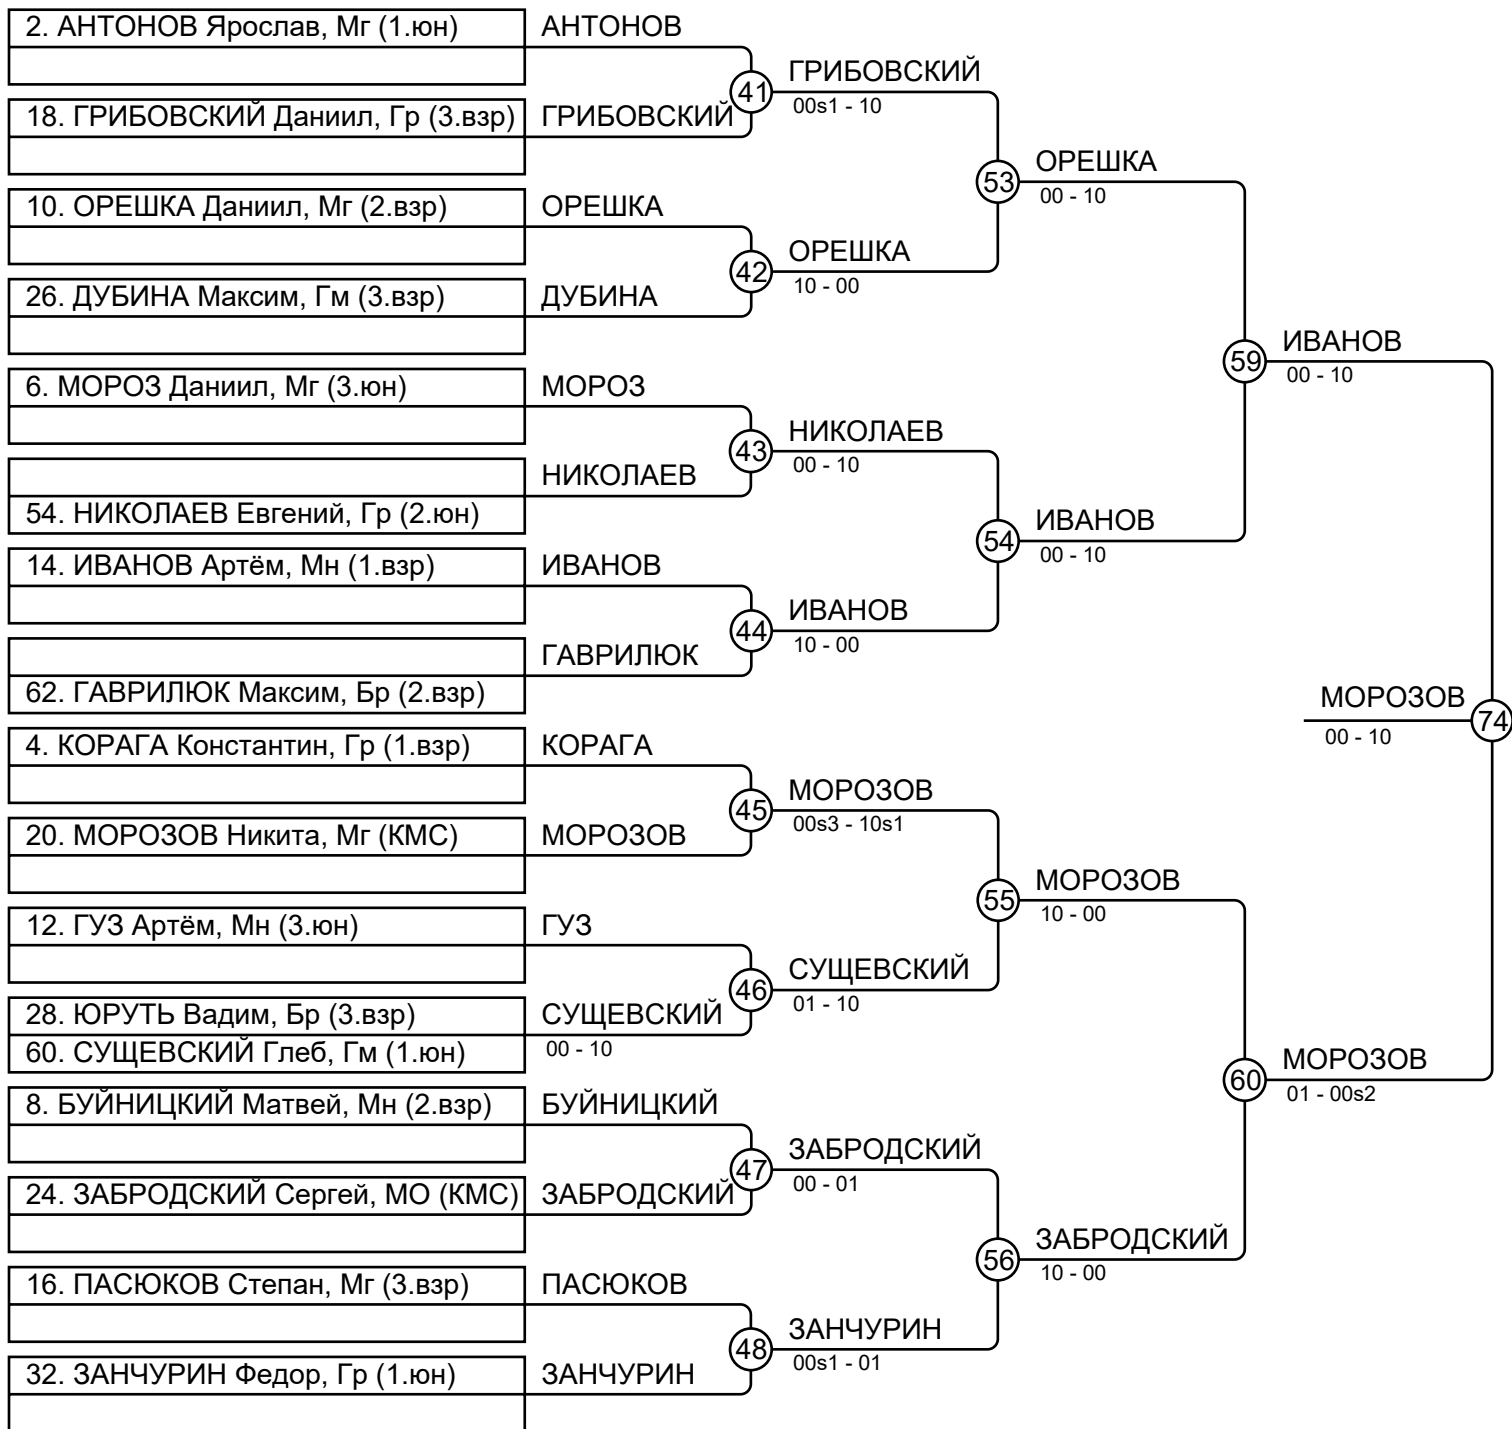 2. АНТОНОВ Ярослав, Мг (1.юн)
АНТОНОВ
41
ГРИБОВСКИЙ
00s1 - 10
18. ГРИБОВСКИЙ Даниил, Гр (3.взр)
ГРИБОВСКИЙ
53
ОРЕШКА
00 - 10
10. ОРЕШКА Даниил, Мг (2.взр)
ОРЕШКА
42
ОРЕШКА
10 - 00
26. ДУБИНА Максим, Гм (3.взр)
ДУБИНА
59
ИВАНОВ
00 - 10
6. МОРОЗ Даниил, Мг (3.юн)
МОРОЗ
43
НИКОЛАЕВ
00 - 10
НИКОЛАЕВ
54. НИКОЛАЕВ Евгений, Гр (2.юн)
54
ИВАНОВ
00 - 10
14. ИВАНОВ Артём, Мн (1.взр)
ИВАНОВ
44
ИВАНОВ
10 - 00
ГАВРИЛЮК
62. ГАВРИЛЮК Максим, Бр (2.взр)
МОРОЗОВ
74
00 - 10
4. КОРАГА Константин, Гр (1.взр)
КОРАГА
45
МОРОЗОВ
00s3 - 10s1
20. МОРОЗОВ Никита, Мг (КМС)
МОРОЗОВ
55
МОРОЗОВ
10 - 00
12. ГУЗ Артём, Мн (3.юн)
ГУЗ
46
СУЩЕВСКИЙ
01 - 10
28. ЮРУТЬ Вадим, Бр (3.взр)
СУЩЕВСКИЙ
60. СУЩЕВСКИЙ Глеб, Гм (1.юн)
00 - 10
60
МОРОЗОВ
01 - 00s2
8. БУЙНИЦКИЙ Матвей, Мн (2.взр)
БУЙНИЦКИЙ
47
ЗАБРОДСКИЙ
00 - 01
24. ЗАБРОДСКИЙ Сергей, МО (КМС)
ЗАБРОДСКИЙ
56
ЗАБРОДСКИЙ
10 - 00
16. ПАСЮКОВ Степан, Мг (3.взр)
ПАСЮКОВ
48
ЗАНЧУРИН
00s1 - 01
32. ЗАНЧУРИН Федор, Гр (1.юн)
ЗАНЧУРИН